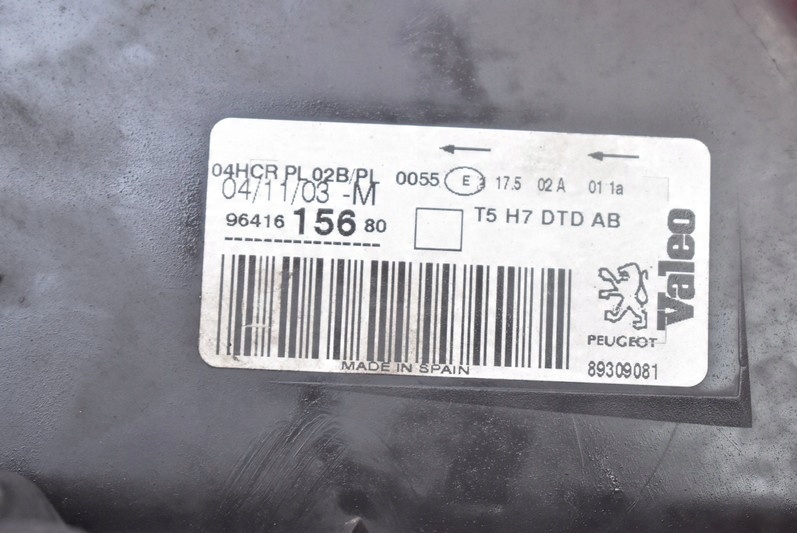 04HCR PL 02B/PL 0055 E 3 17.5 02 A 01 1a
04/11/03 -M
96416 156 80
T5 H7 DTD AB
Valeo
PEUGEOT
MADE IN SPAIN
89309081